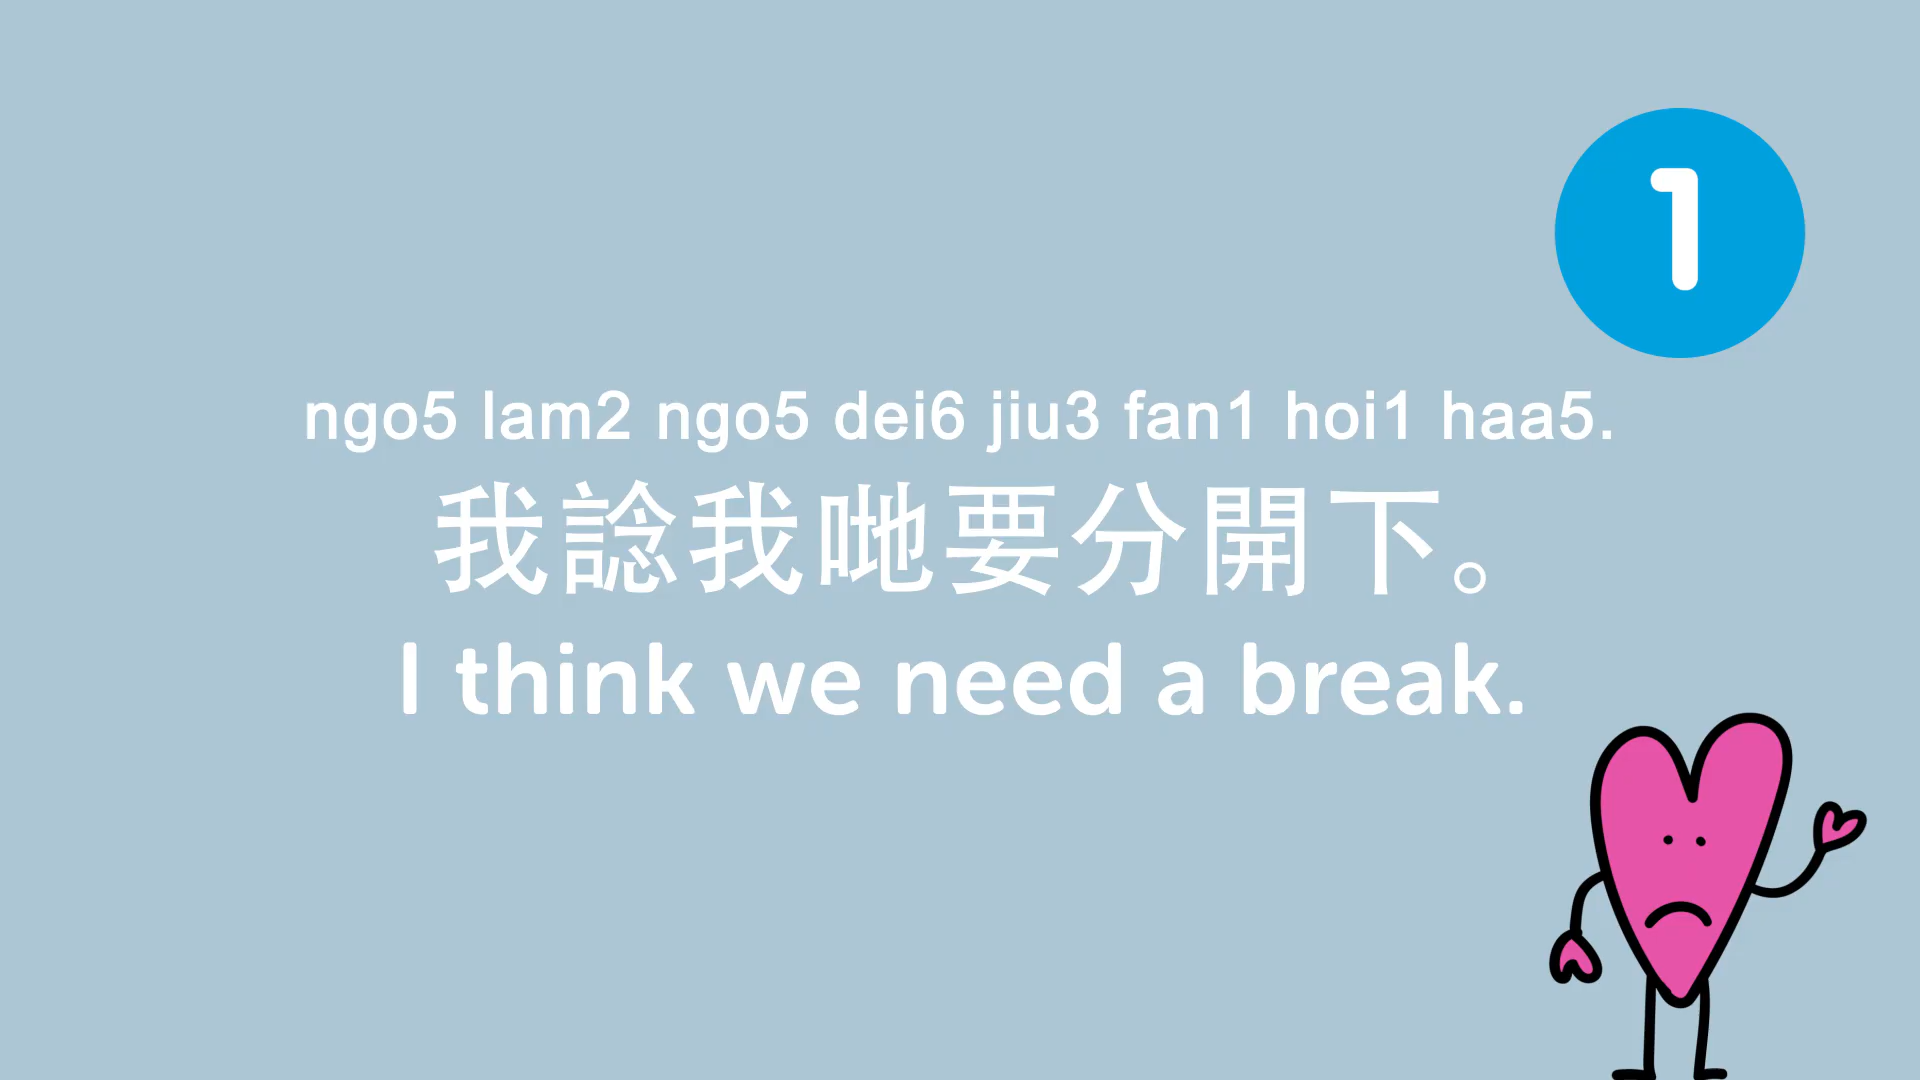 1
ngo5 lam2 ngo5 dei6 jiu3 fan1 hoi1 haa5.
我諗我哋要分開下。
I think we need a break.